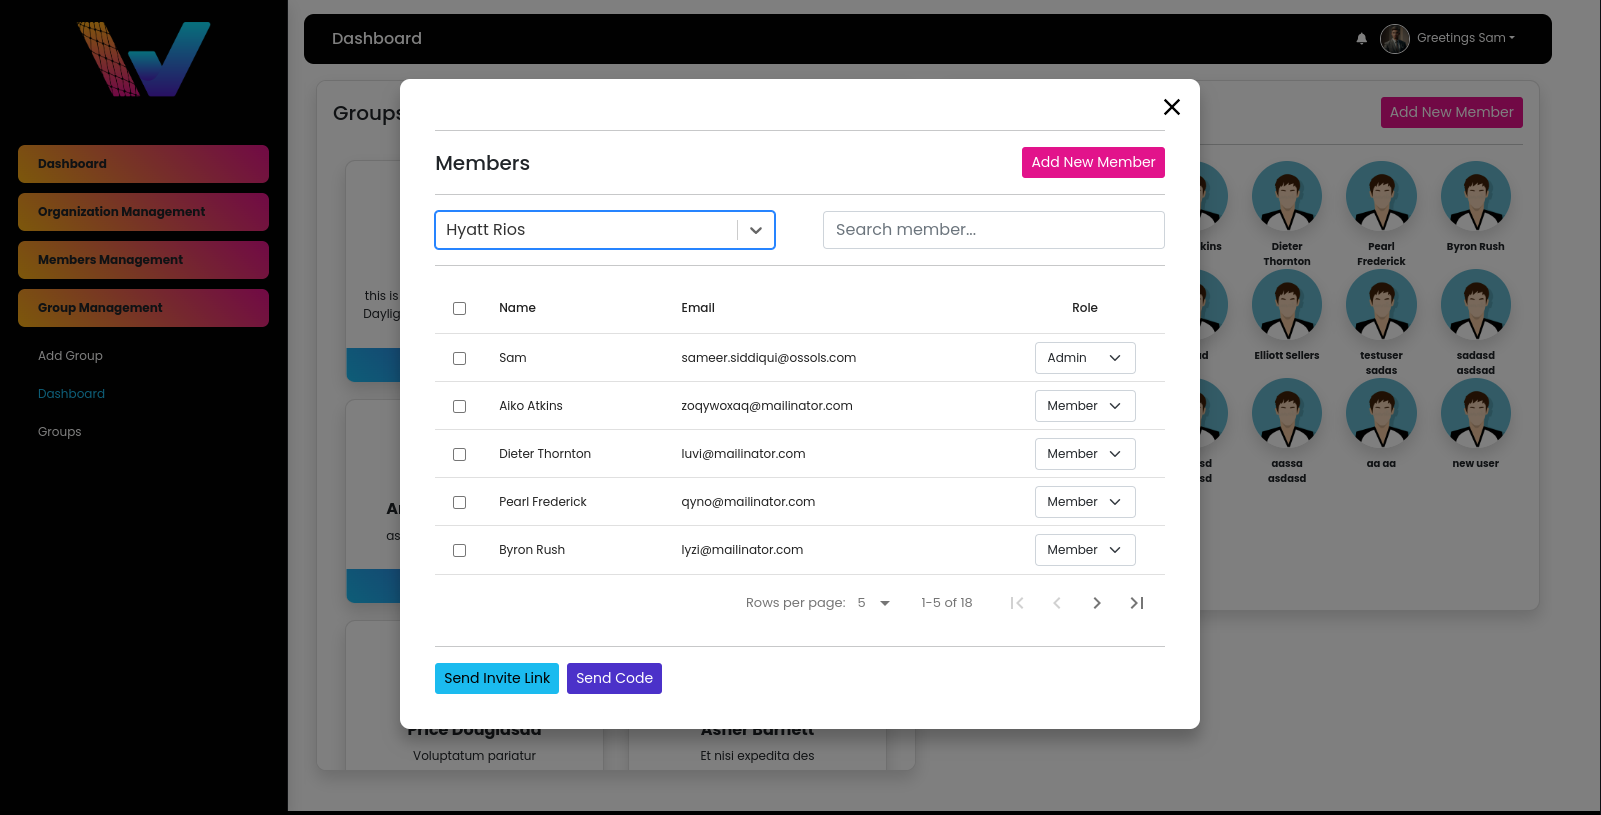 Dashboard
Greetings Sam
Dashboard
Organization Management
Members Management
Group Management
Add Group
Dashboard
Groups
Groups
Add New Member
this is
Daylig
as
Price Douglasad
Voluptatum pariatur
Asher Barnett
Et nisi expedita des
kins
Dieter
Thornton
Pearl
Frederick
Byron Rush
d
Elliott Sellers
testuser
sadas
sadasd
asdsad
sd
sd
aassa
asdasd
aa aa
new user
Members
Add New Member
Hyatt Rios
Search member...
Name Email Role
Sam sameer.siddiqui@ossols.com Admin
Aiko Atkins zoqywoxaq@mailinator.com Member
Dieter Thornton luvi@mailinator.com Member
Pearl Frederick qyno@mailinator.com Member
Byron Rush lyzi@mailinator.com Member
Rows per page: 5 1-5 of 18
Send Invite Link Send Code